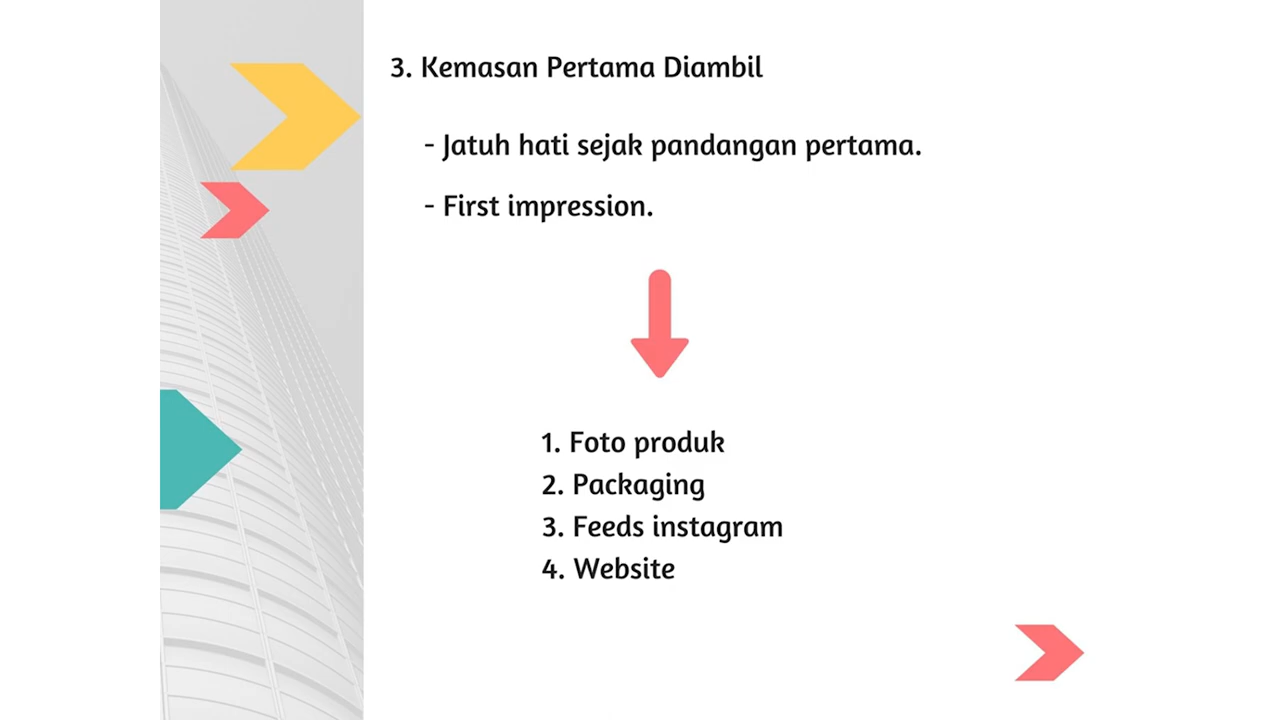 3. Kemasan Pertama Diambil
- Jatuh hati sejak pandangan pertama.
- First impression.
1. Foto produk
2. Packaging
3. Feeds instagram
4. Website